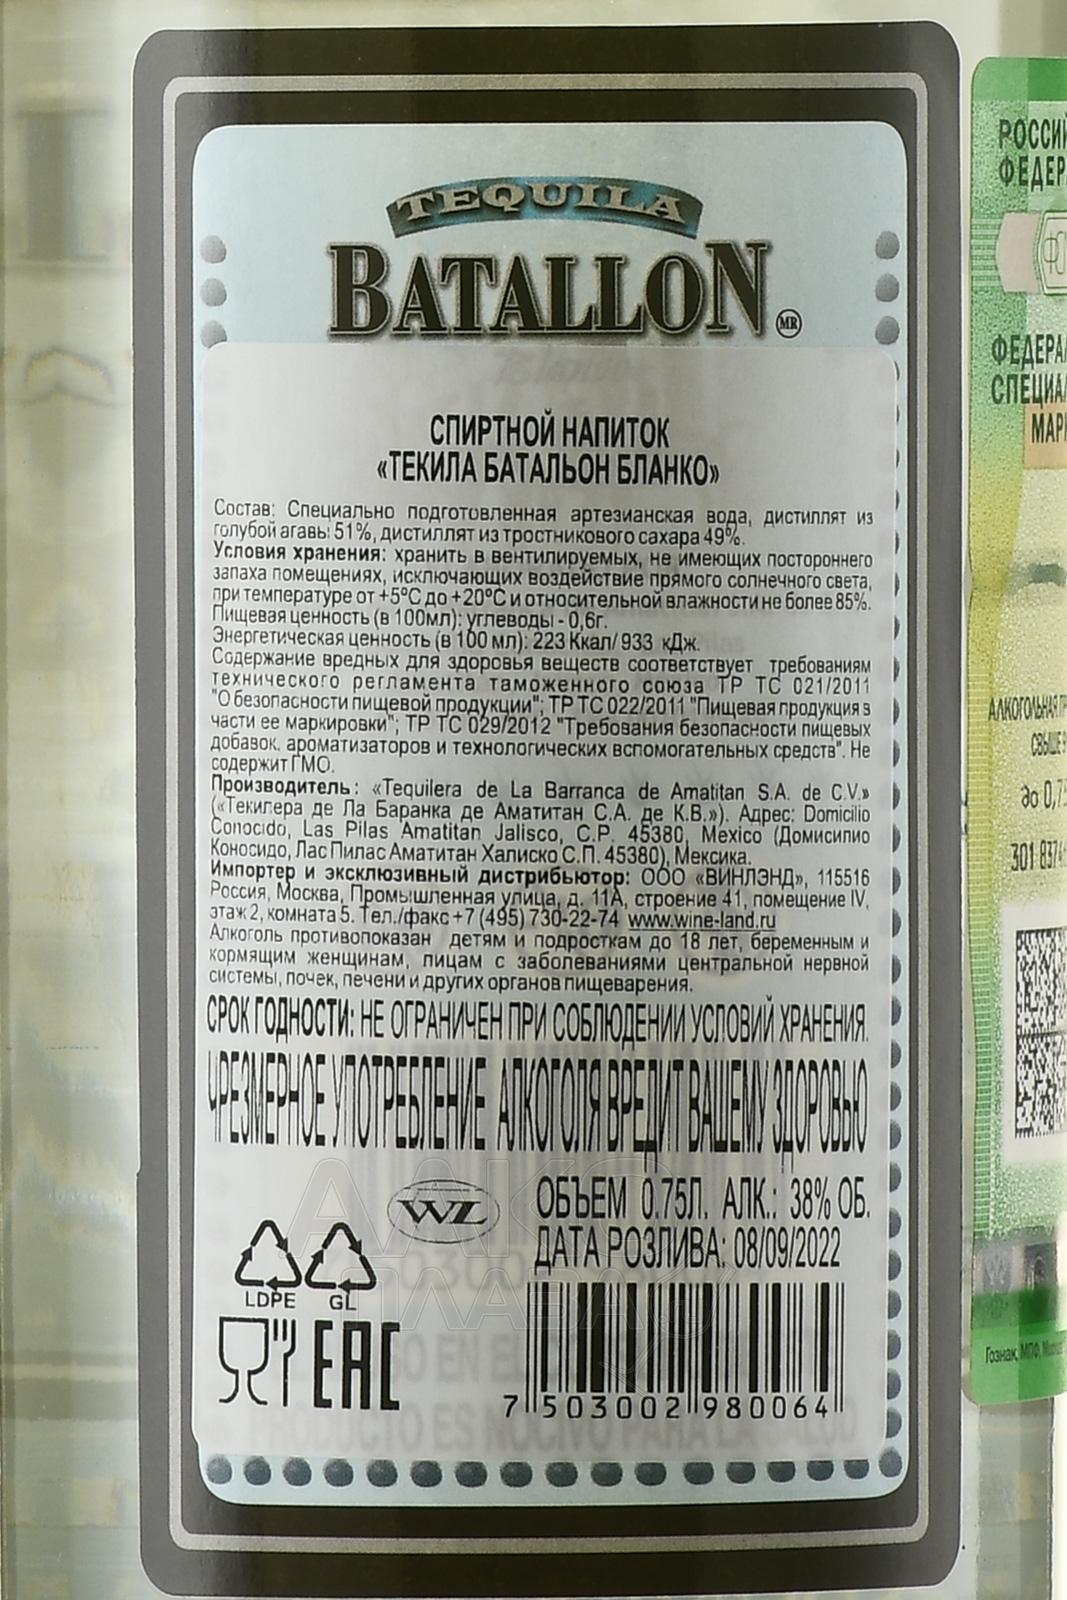 TEQUILA
BATALLON
MR
Blanco
СПИРТНОЙ НАПИТОК
«ТЕКИЛА БАТАЛЬОН БЛАНКО»
Состав: Специально подготовленная артезианская вода, дистиллят из
голубой агавы 51%, дистиллят из тростникового сахара 49%.
Условия хранения: хранить в вентилируемых, не имеющих постороннего
запаха помещениях, исключающих воздействие прямого солнечного света,
при температуре от +5°C до +20°C и относительной влажности не более 85%.
Пищевая ценность (в 100мл): углеводы - 0,6г.
Энергетическая ценность (в 100 мл): 223 Ккал/ 933 кДж.
Содержание вредных для здоровья веществ соответствует требованиям
технического регламента таможенного союза ТР ТС 021/2011
"О безопасности пищевой продукции"; ТР ТС 022/2011 "Пищевая продукция в
части ее маркировки"; ТР ТС 029/2012 "Требования безопасности пищевых
добавок, ароматизаторов и технологических вспомогательных средств". Не
содержит ГМО.
Производитель: «Tequilera de La Barranca de Amatitan S.A. de C.V.»
(«Текилера де Ла Баранка де Аматитан С.А. де К.В.»). Адрес: Domicilio
Conocido, Las Pilas Amatitan Jalisco, C.P. 45380, Mexico (Домисилио
Коносидо, Лас Пилас Аматитан Халиско С.П. 45380), Мексика.
Импортер и эксклюзивный дистрибьютор: ООО «ВИНЛЭНД», 115516
Россия, Москва, Промышленная улица, д. 11А, строение 41, помещение IV,
этаж 2, комната 5. Тел./факс +7 (495) 730-22-74 www.wine-land.ru
Алкоголь противопоказан детям и подросткам до 18 лет, беременным и
кормящим женщинам, лицам с заболеваниями центральной нервной
системы, почек, печени и других органов пищеварения.
СРОК ГОДНОСТИ: НЕ ОГРАНИЧЕН ПРИ СОБЛЮДЕНИИ УСЛОВИЙ ХРАНЕНИЯ.
ЧРЕЗМЕРНОЕ УПОТРЕБЛЕНИЕ АЛКОГОЛЯ ВРЕДИТ ВАШЕМУ ЗДОРОВЬЮ
WL
ОБЪЕМ 0.75Л. АЛК.: 38% ОБ.
ДАТА РОЗЛИВА: 08/09/2022
LDPE GL
EAC
7 503002 980064
PRODUCTO ES NOCIVO PARA LA SALUD
РОССИЙ
ФЕДЕРА
ФЕДЕРАЛ
СПЕЦИАЛ
МАРК
АЛКОГОЛЬНАЯ
СВЫШЕ 9
до 0,75
301 8374
Гознак, МПФ,